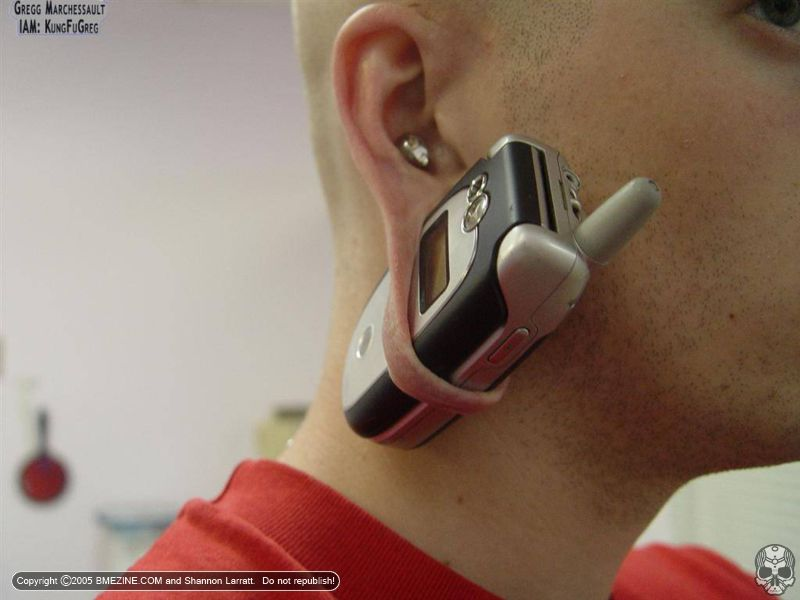 Gregg Marchessault
IAM: KungFuGreg
Copyright ©2005 BMEZINE.COM and Shannon Larratt. Do not republish!